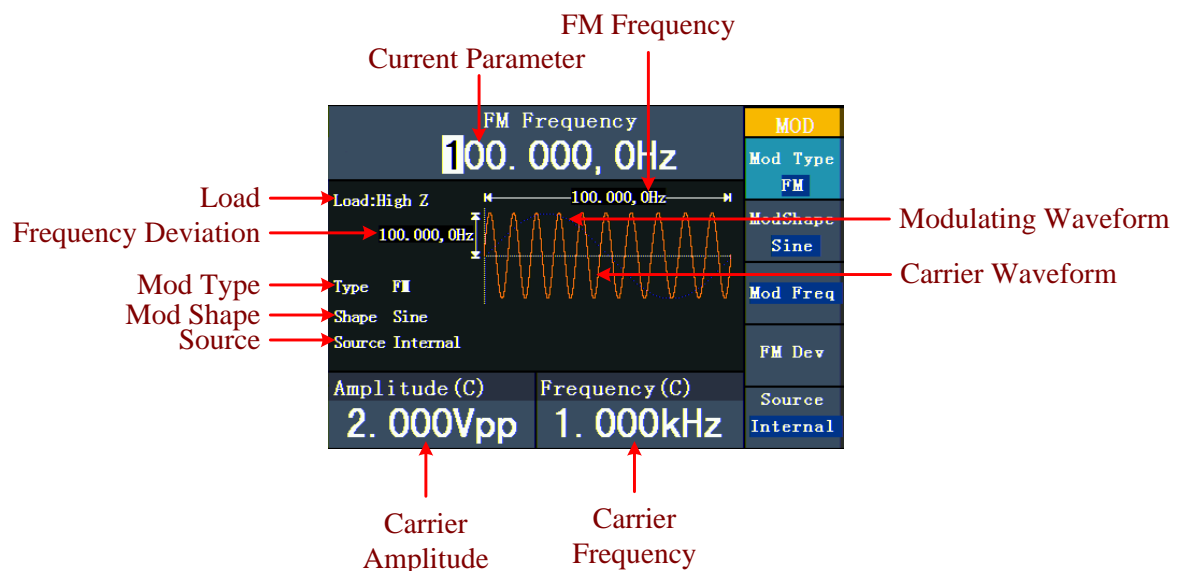 FM Frequency
Current Parameter
FM Frequency
100.000,0Hz
MOD
Mod Type
FM
ModShape
Sine
Mod Freq
FM Dev
Source
Internal
Load
Load:High Z
100.000,0Hz
Frequency Deviation
100.000,0Hz
Modulating Waveform
Carrier Waveform
Mod Type
Type FM
Mod Shape
Shape Sine
Source
Source Internal
Amplitude(C)
2.000Vpp
Frequency(C)
1.000kHz
Carrier
Amplitude
Carrier
Frequency